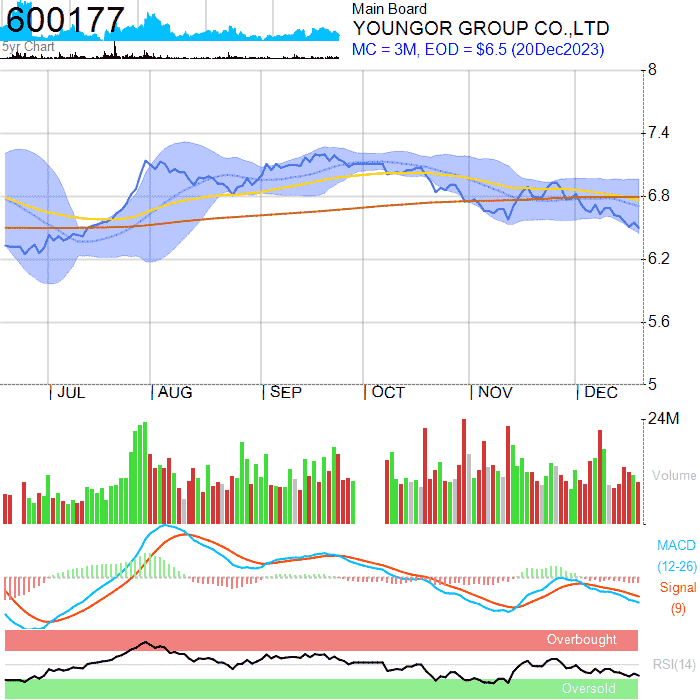 600177
5yr Chart
Main Board
YOUNGOR GROUP CO.,LTD
MC = 3M, EOD = $6.5 (20Dec2023)
8
7.4
6.8
6.2
5.6
5
| JUL | AUG | SEP | OCT | NOV | DEC
24M
Volume
MACD
(12-26)
Signal
(9)
Overbought
RSI(14)
Oversold